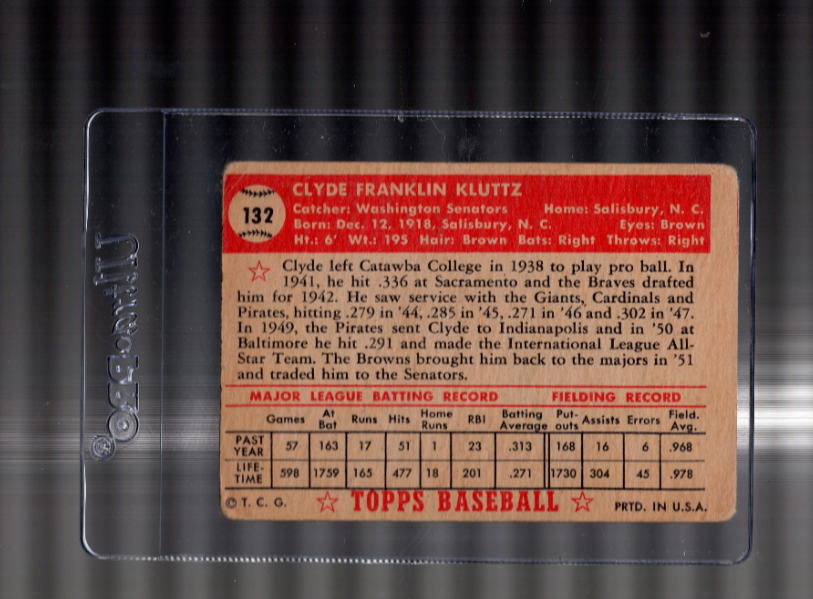 132
CLYDE FRANKLIN KLUTTZ
Catcher: Washington Senators Home: Salisbury, N. C.
Born: Dec. 12, 1918, Salisbury, N. C. Eyes: Brown
Ht.: 6' Wt.: 195 Hair: Brown Bats: Right Throws: Right
Clyde left Catawba College in 1938 to play pro ball. In
1941, he hit .336 at Sacramento and the Braves drafted
him for 1942. He saw service with the Giants, Cardinals and
Pirates, hitting .279 in '44, .285 in '45, .271 in '46 and .302 in '47.
In 1949, the Pirates sent Clyde to Indianapolis and in '50 at
Baltimore he hit .291 and made the International League All-
Star Team. The Browns brought him back to the majors in '51
and traded him to the Senators.
MAJOR LEAGUE BATTING RECORD FIELDING RECORD
Games At Bat Runs Hits Home Runs RBI Batting Average Put-outs Assists Errors Field. Avg.
PAST YEAR 57 163 17 51 1 23 .313 168 16 6 .968
LIFE-TIME 598 1759 165 477 18 201 .271 1730 304 45 .978
© T. C. G. TOPPS BASEBALL PRTD. IN U.S.A.
Ultra·PRO®